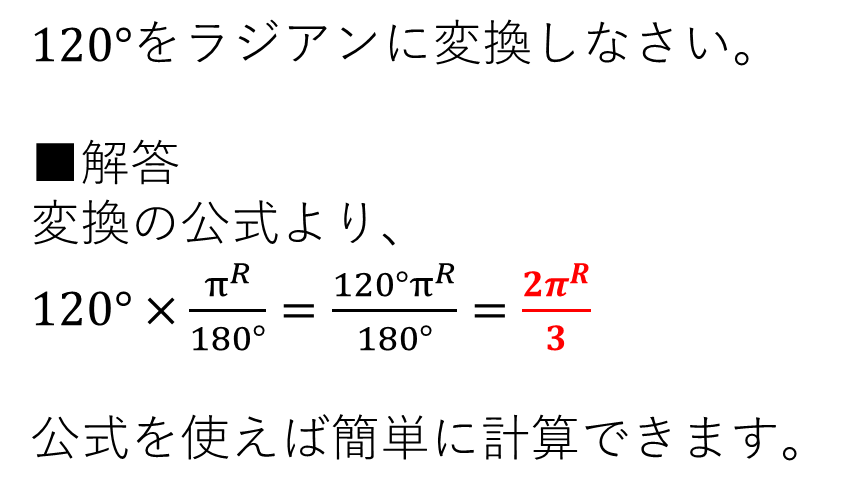 120°をラジアンに変換しなさい。
■解答
変換の公式より、
120° × π^R/180° = 120°π^R/180° = 2π^R/3
公式を使えば簡単に計算できます。